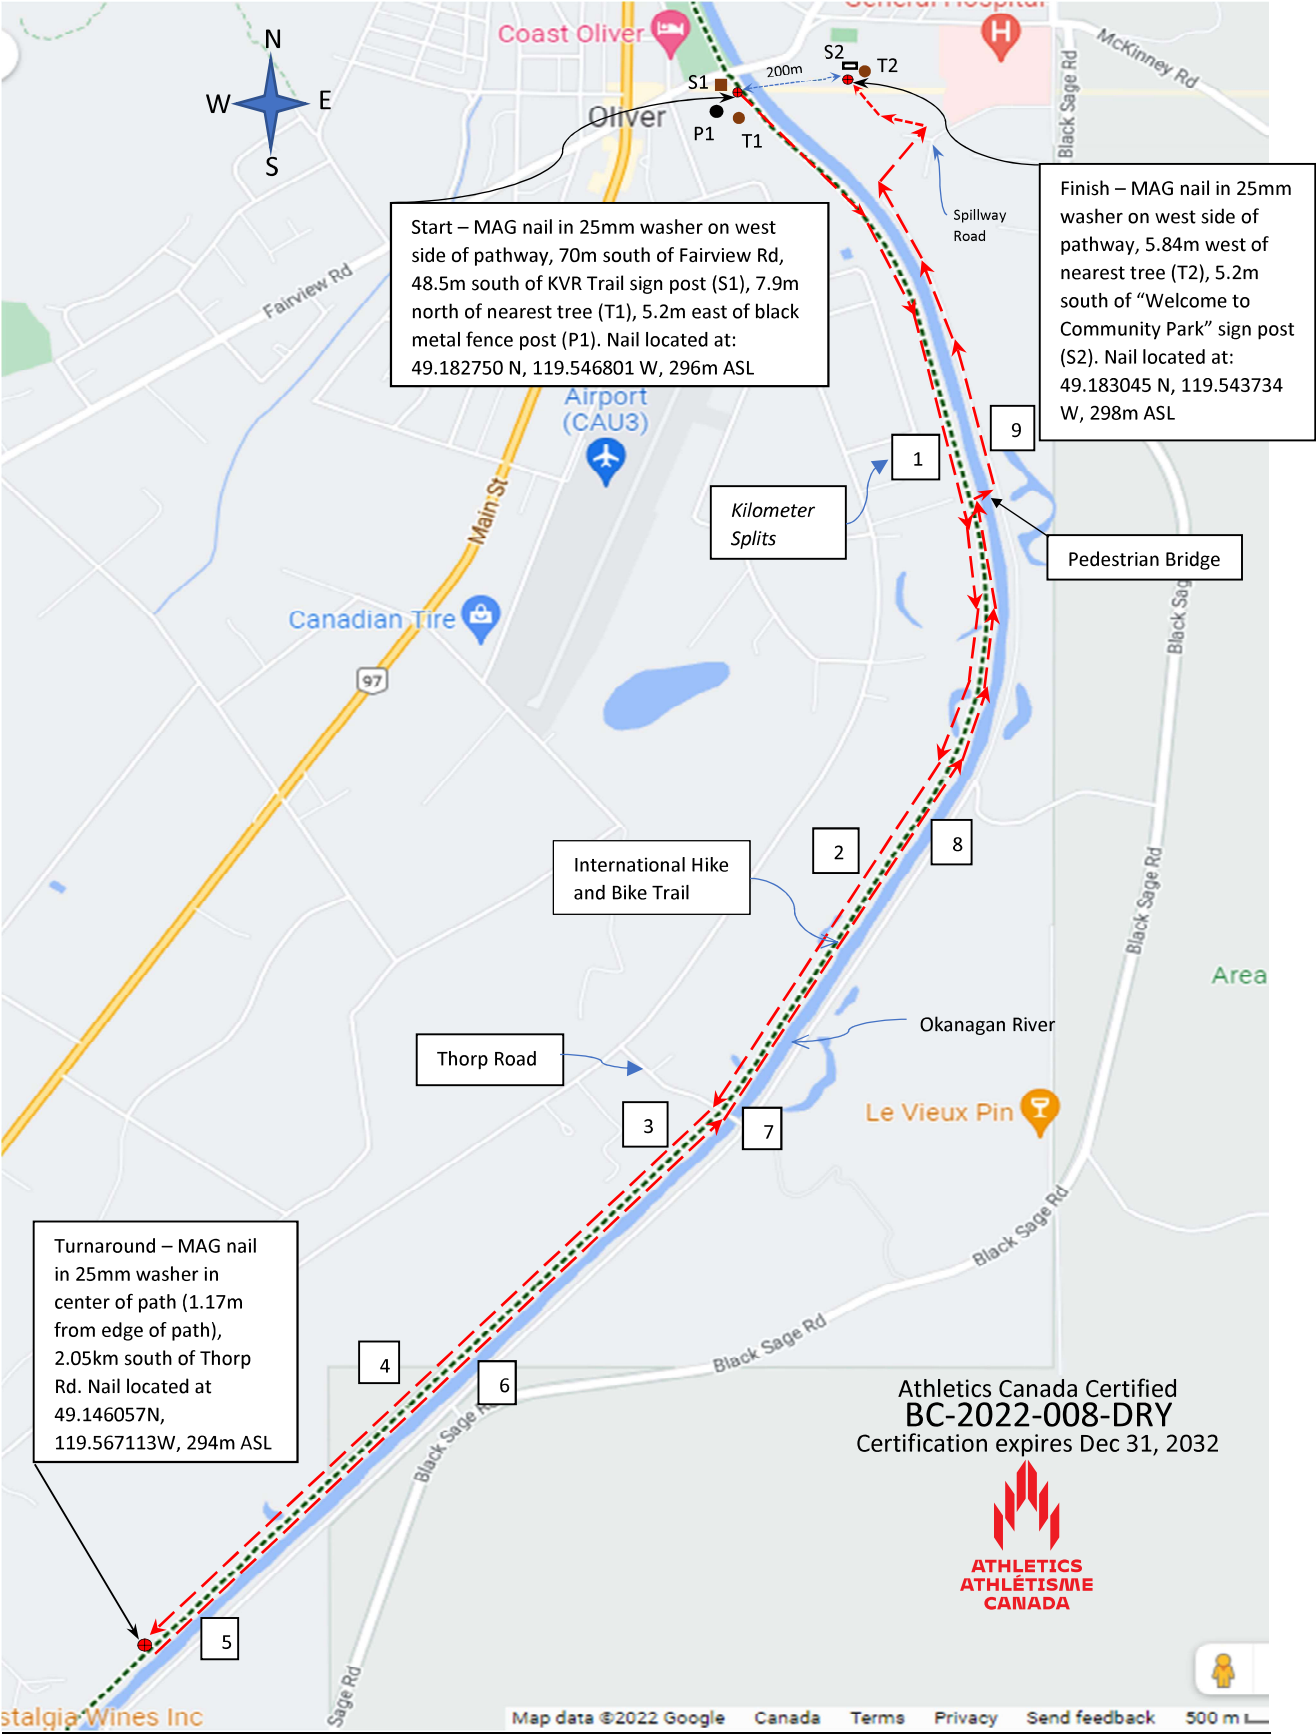 General Hospital
Coast Oliver
H
McKinney Rd
N
W
E
S
S2
T2
200m
S1
Oliver
P1
T1
Black Sage Rd
Spillway
Road
Finish – MAG nail in 25mm
washer on west side of
pathway, 5.84m west of
nearest tree (T2), 5.2m
south of “Welcome to
Community Park” sign post
(S2). Nail located at:
49.183045 N, 119.543734
W, 298m ASL
Start – MAG nail in 25mm washer on west
side of pathway, 70m south of Fairview Rd,
48.5m south of KVR Trail sign post (S1), 7.9m
north of nearest tree (T1), 5.2m east of black
metal fence post (P1). Nail located at:
49.182750 N, 119.546801 W, 296m ASL
Fairview Rd
Airport
(CAU3)
9
1
Kilometer
Splits
Main St
Pedestrian Bridge
Black Sag
Canadian Tire
97
2
8
International Hike
and Bike Trail
Black Sage Rd
Area
Okanagan River
Thorp Road
Le Vieux Pin
3
7
Black Sage Rd
Turnaround – MAG nail
in 25mm washer in
center of path (1.17m
from edge of path),
2.05km south of Thorp
Rd. Nail located at
49.146057N,
119.567113W, 294m ASL
Black Sage Rd
4
6
Black Sage Rd
Athletics Canada Certified
BC-2022-008-DRY
Certification expires Dec 31, 2032
ATHLETICS
ATHLÉTISME
CANADA
5
Sage Rd
stalgia Wines Inc
Map data ©2022 Google
Canada
Terms
Privacy
Send feedback
500 m